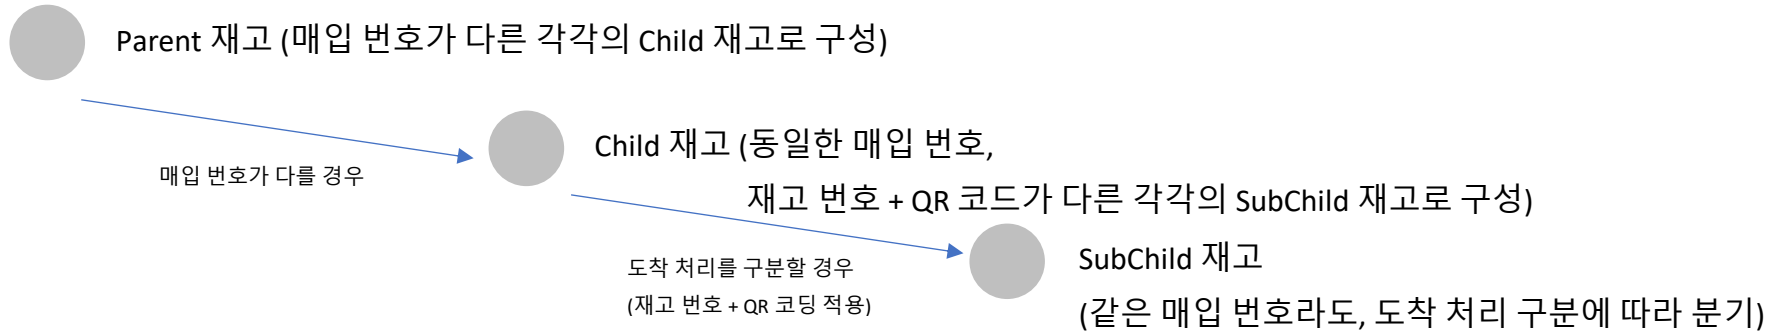 Parent 재고 (매입 번호가 다른 각각의 Child 재고로 구성)
매입 번호가 다를 경우
Child 재고 (동일한 매입 번호,
재고 번호 + QR 코드가 다른 각각의 SubChild 재고로 구성)
도착 처리를 구분할 경우
(재고 번호 + QR 코딩 적용)
SubChild 재고
(같은 매입 번호라도, 도착 처리 구분에 따라 분기)